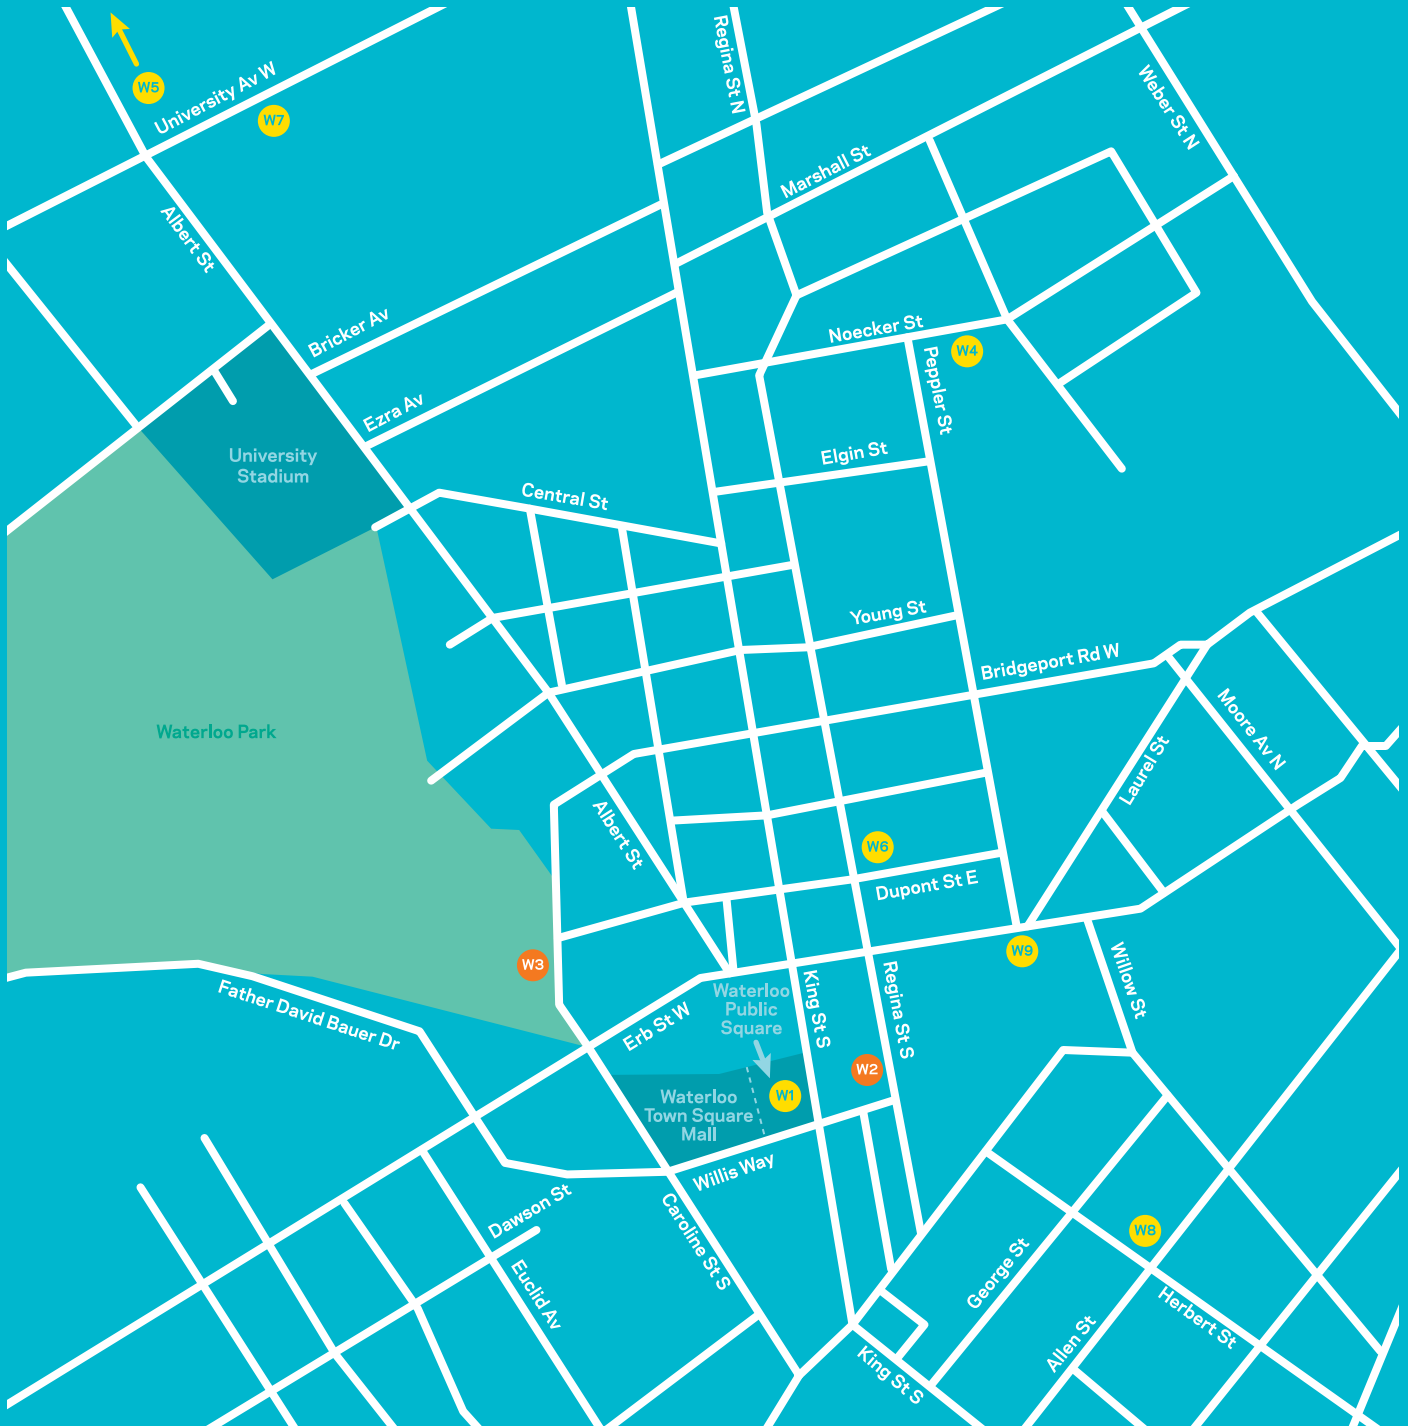 W5
University Av W
W7
Regina St N
Weber St N
Marshall St
Albert St
Bricker Av
Noecker St
W4
Peppler St
Ezra Av
University
Stadium
Elgin St
Central St
Young St
Bridgeport Rd W
Waterloo Park
Moore Av N
Laurel St
Albert St
W6
Dupont St E
W9
W3
Willow St
Father David Bauer Dr
Erb St W
Waterloo
Public
Square
King St S
Regina St S
W2
W1
Waterloo
Town Square
Mall
Willis Way
Dawson St
Caroline St S
Euclid Av
W8
George St
Herbert St
Allen St
King St S